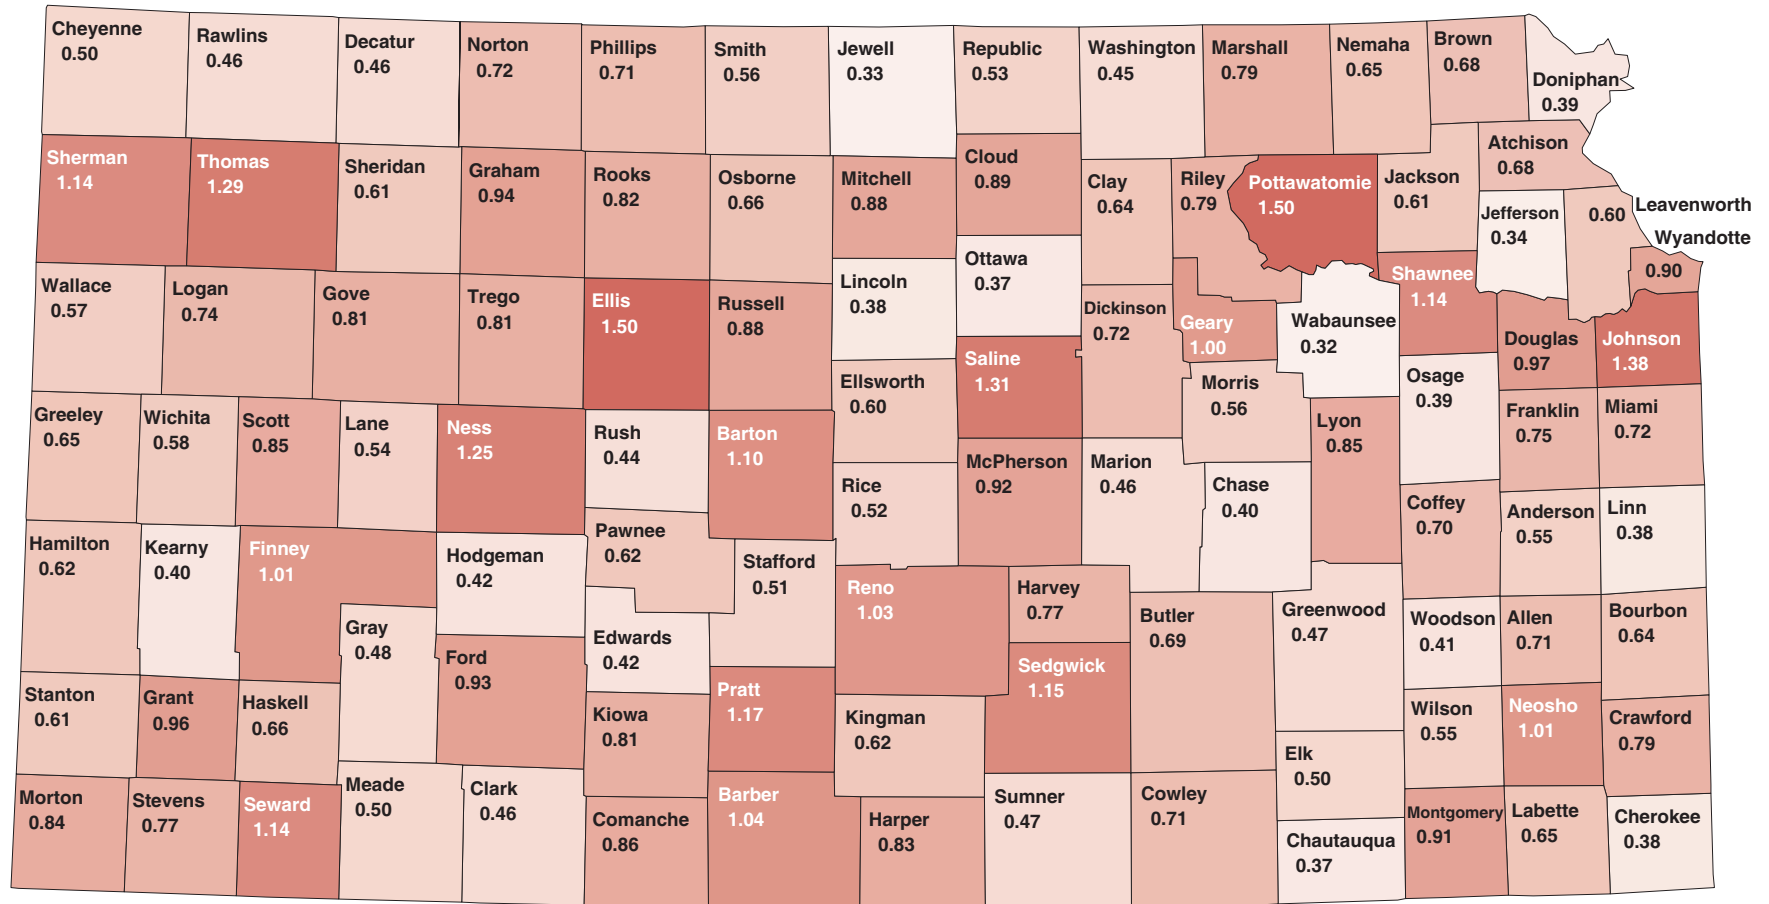 Cheyenne
0.50
Rawlins
0.46
Decatur
0.46
Norton
0.72
Phillips
0.71
Smith
0.56
Jewell
0.33
Republic
0.53
Washington
0.45
Marshall
0.79
Nemaha
0.65
Brown
0.68
Doniphan
0.39
Sherman
1.14
Thomas
1.29
Sheridan
0.61
Graham
0.94
Rooks
0.82
Osborne
0.66
Mitchell
0.88
Cloud
0.89
Clay
0.64
Riley
0.79
Pottawatomie
1.50
Jackson
0.61
Atchison
0.68
Jefferson
0.34
0.60
Leavenworth
Wyandotte
0.90
Wallace
0.57
Logan
0.74
Gove
0.81
Trego
0.81
Ellis
1.50
Russell
0.88
Lincoln
0.38
Ottawa
0.37
Saline
1.31
Dickinson
0.72
Geary
1.00
Wabaunsee
0.32
Shawnee
1.14
Douglas
0.97
Johnson
1.38
Ellsworth
0.60
Morris
0.56
Osage
0.39
Franklin
0.75
Miami
0.72
Greeley
0.65
Wichita
0.58
Scott
0.85
Lane
0.54
Ness
1.25
Rush
0.44
Barton
1.10
Rice
0.52
McPherson
0.92
Marion
0.46
Chase
0.40
Lyon
0.85
Coffey
0.70
Anderson
0.55
Linn
0.38
Hamilton
0.62
Kearny
0.40
Finney
1.01
Hodgeman
0.42
Pawnee
0.62
Stafford
0.51
Reno
1.03
Harvey
0.77
Butler
0.69
Greenwood
0.47
Woodson
0.41
Allen
0.71
Bourbon
0.64
Gray
0.48
Ford
0.93
Edwards
0.42
Sedgwick
1.15
Stanton
0.61
Grant
0.96
Haskell
0.66
Kiowa
0.81
Pratt
1.17
Kingman
0.62
Elk
0.50
Wilson
0.55
Neosho
1.01
Crawford
0.79
Morton
0.84
Stevens
0.77
Seward
1.14
Meade
0.50
Clark
0.46
Comanche
0.86
Barber
1.04
Harper
0.83
Sumner
0.47
Cowley
0.71
Chautauqua
0.37
Montgomery
0.91
Labette
0.65
Cherokee
0.38